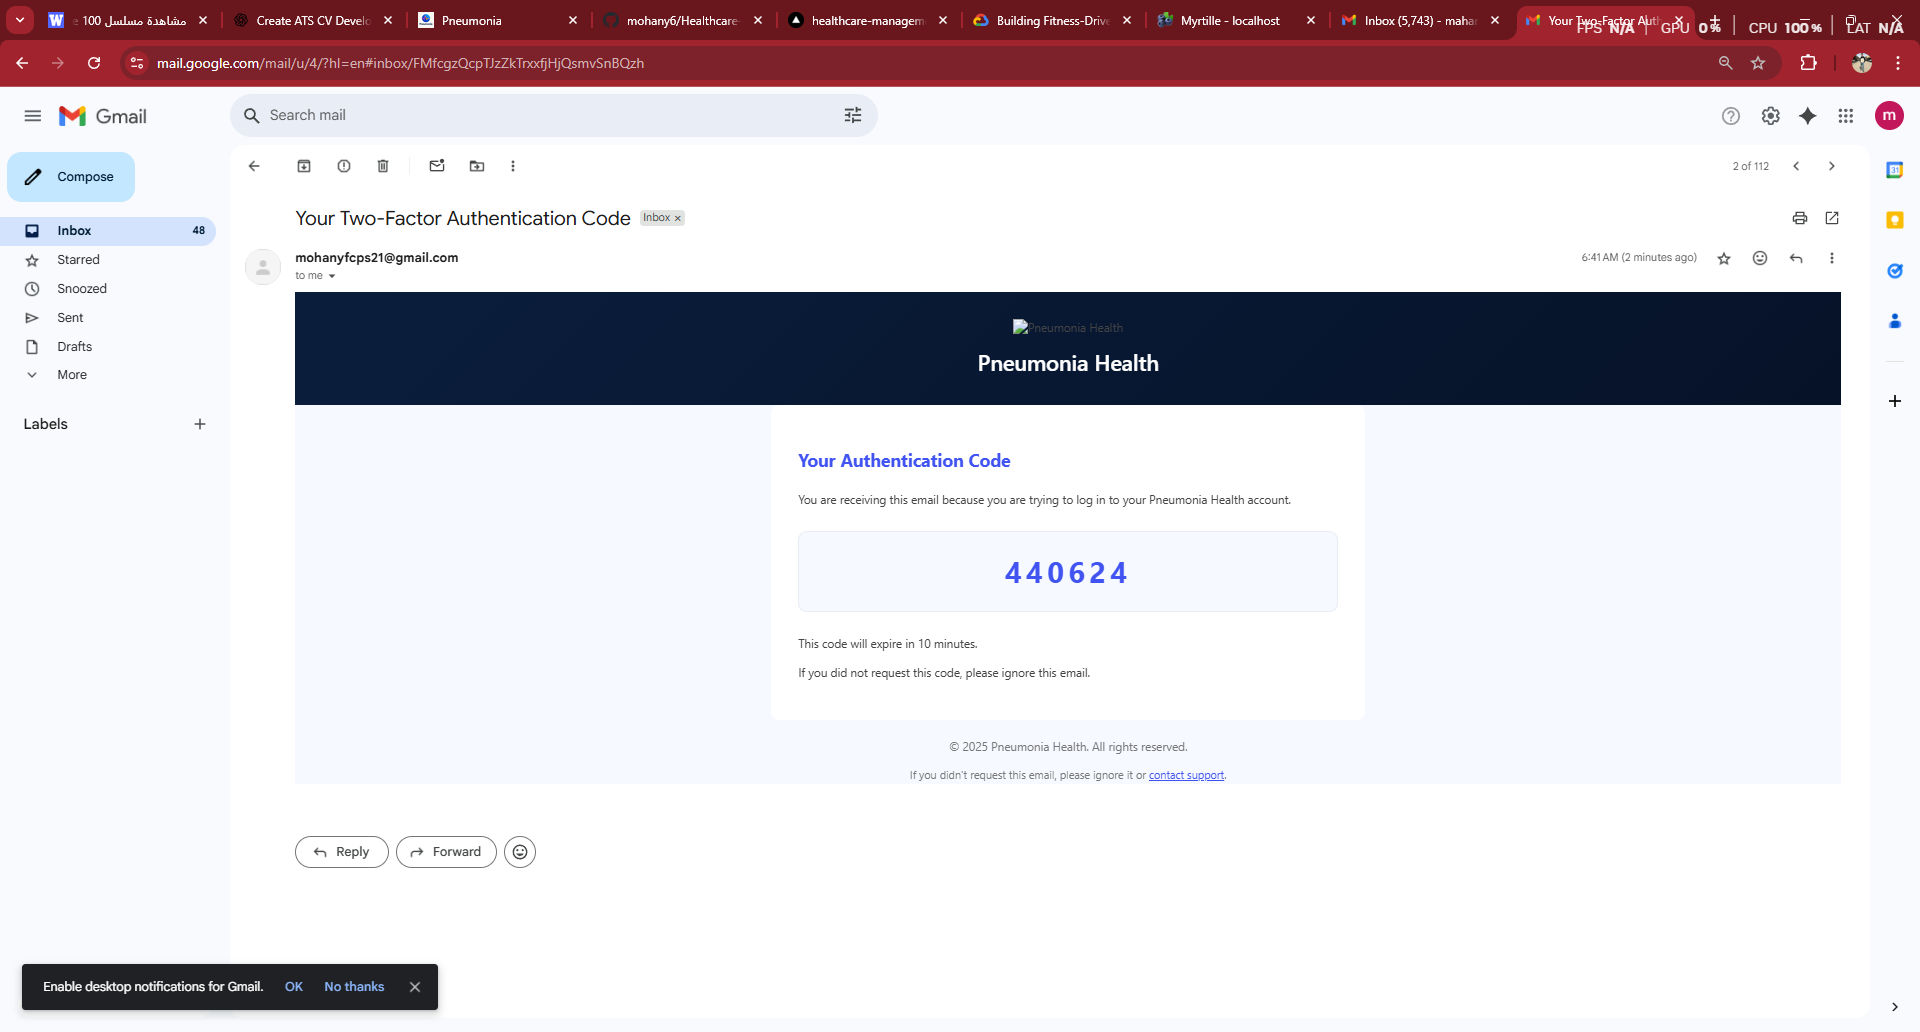 مشاهدة مسلسل 100 e
Create ATS CV Develo
Pneumonia
mohany6/Healthcare-
healthcare-managem
Building Fitness-Drive
Myrtille - localhost
Inbox (5,743) - mahan
Your Two-Factor Auth
FPS N/A GPU 0% CPU 100% LAT N/A
mail.google.com/mail/u/4/?hl=en#inbox/FMfcgzQcpTJzZkTrxxfjHjQsmvSnBQzh
Gmail
Search mail
m
Compose
2 of 112
31
Your Two-Factor Authentication Code
Inbox x
Inbox 48
Starred
Snoozed
Sent
Drafts
More
Labels
mohanyfcps21@gmail.com
6:41 AM (2 minutes ago)
to me
Pneumonia Health
Pneumonia Health
Your Authentication Code
You are receiving this email because you are trying to log in to your Pneumonia Health account.
440624
This code will expire in 10 minutes.
If you did not request this code, please ignore this email.
© 2025 Pneumonia Health. All rights reserved.
If you didn't request this email, please ignore it or contact support.
Reply
Forward
Enable desktop notifications for Gmail. OK No thanks